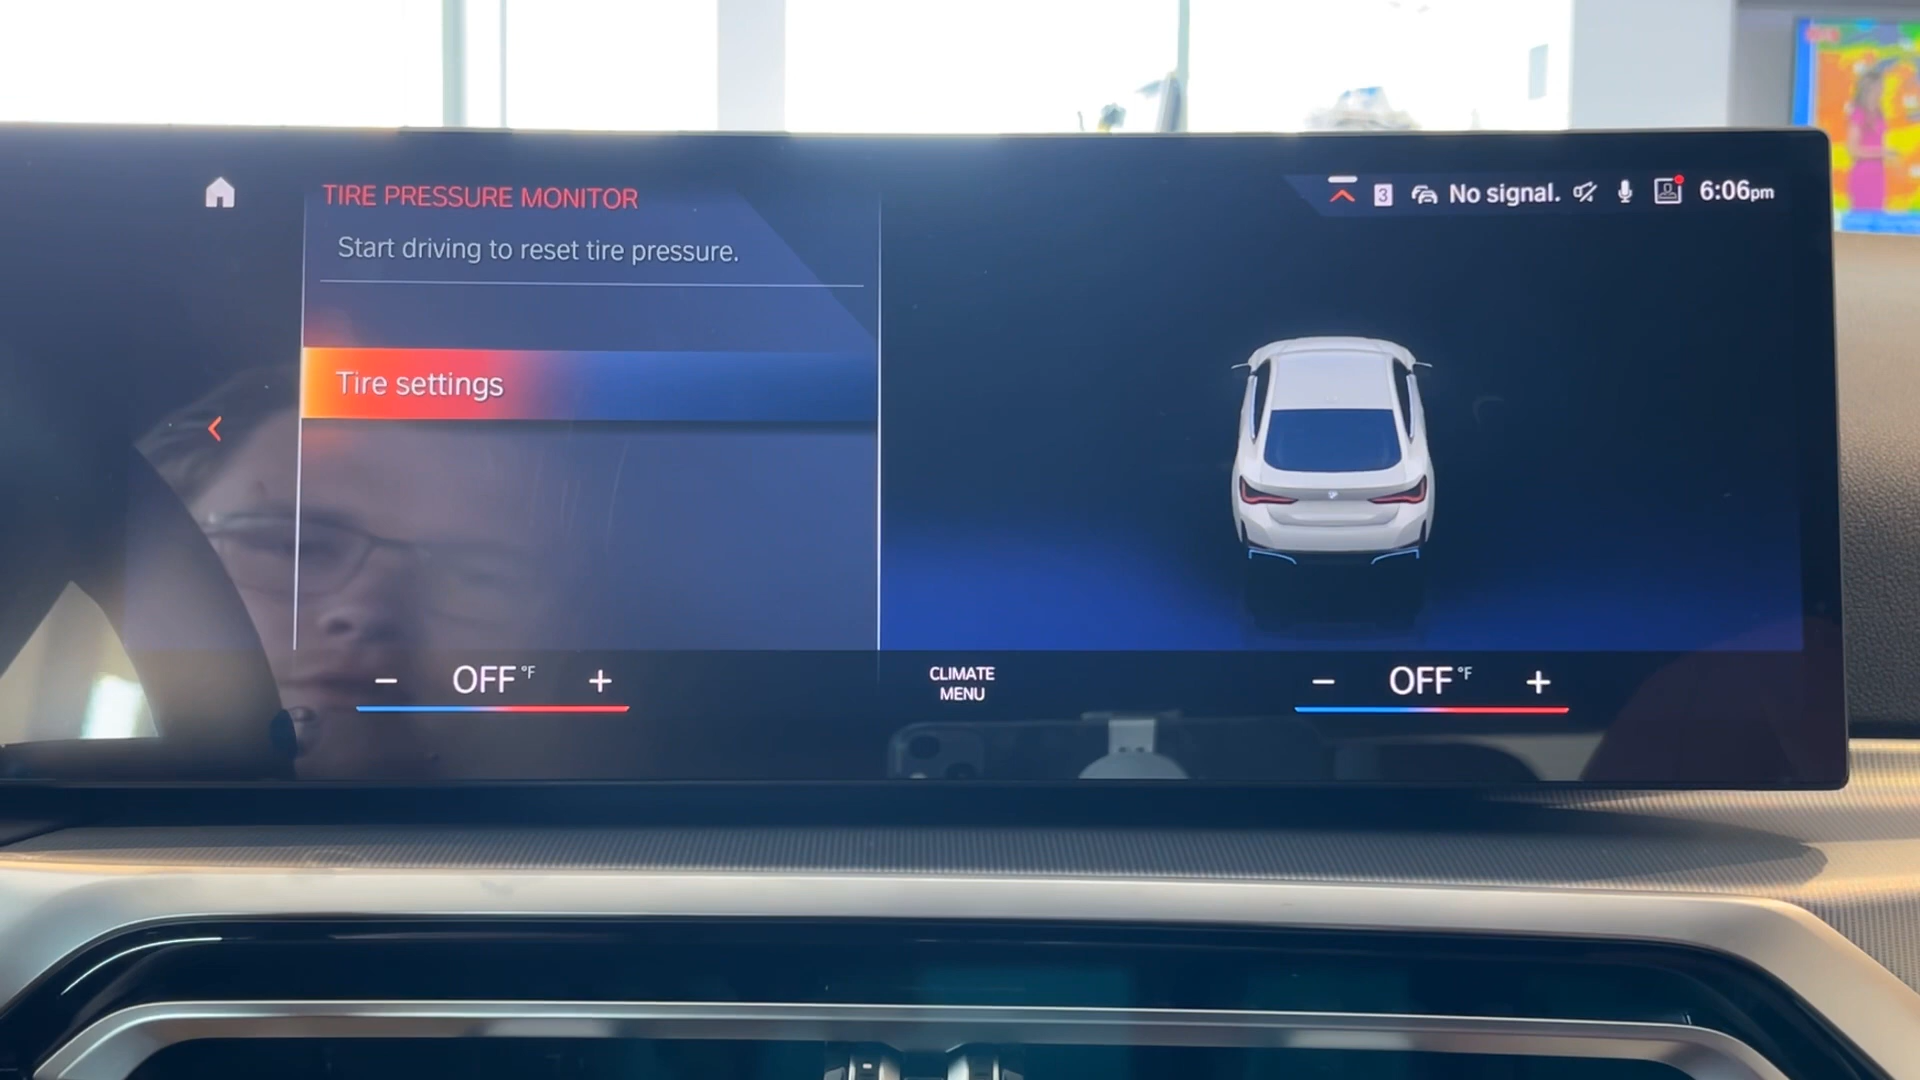 TIRE PRESSURE MONITOR
Start driving to reset tire pressure.
Tire settings
3 No signal. 6:06pm
− OFF °F +
CLIMATE
MENU
− OFF °F +